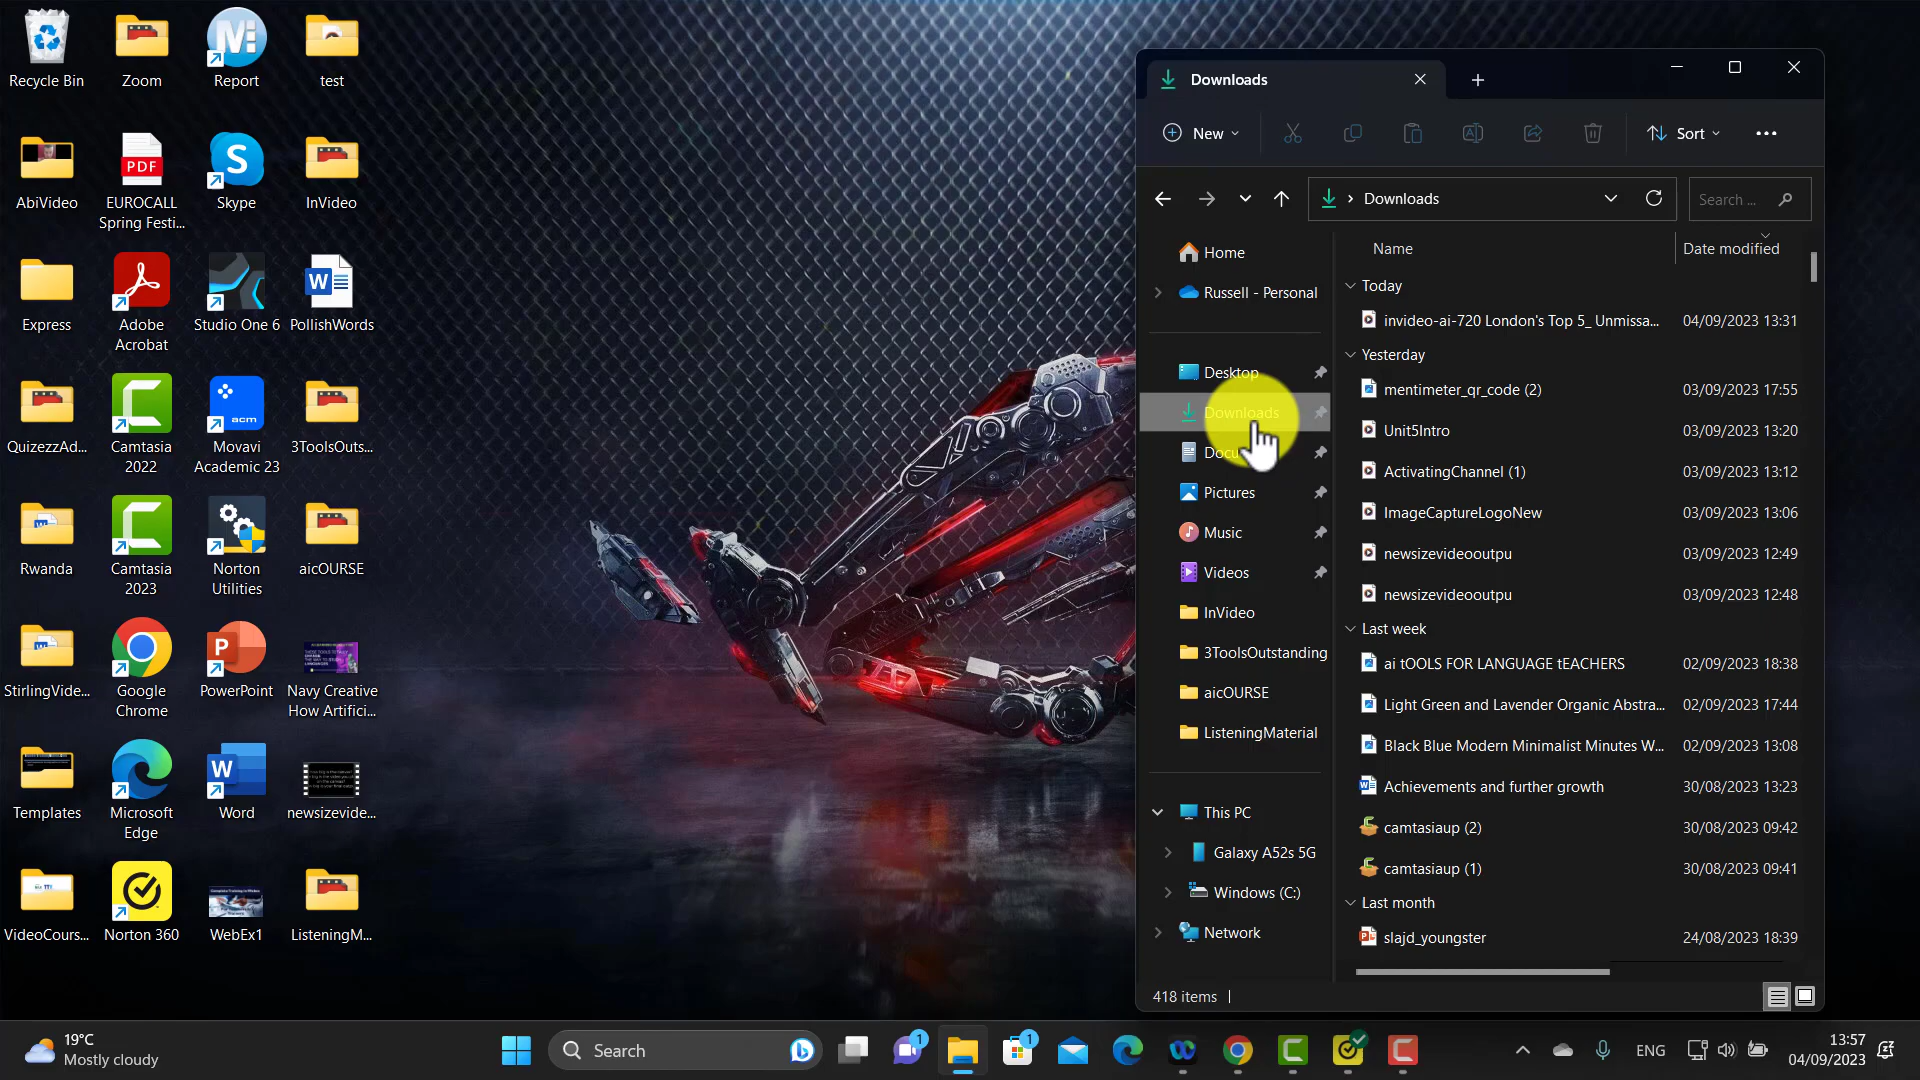 Recycle Bin
Zoom
Report
test
AbiVideo
PDF
EUROCALL
Spring Festi...
Skype
InVideo
Express
Adobe
Acrobat
Studio One 6
PollishWords
QuizezzAd...
Camtasia
2022
acm
Movavi
Academic 23
3ToolsOuts...
Rwanda
Camtasia
2023
Norton
Utilities
aicOURSE
StirlingVide...
Google
Chrome
PowerPoint
Navy Creative
How Artifici...
Templates
Microsoft
Edge
Word
newsizevide...
VideoCours...
Norton 360
WebEx1
ListeningM...
Downloads
New
Sort
Downloads
Search ...
Home
Russell - Personal
Desktop
Downloads
Docu
Pictures
Music
Videos
InVideo
3ToolsOutstanding
aicOURSE
ListeningMaterial
This PC
Galaxy A52s 5G
Windows (C:)
Network
Name Date modified
Today
invideo-ai-720 London's Top 5_ Unmissa... 04/09/2023 13:31
Yesterday
mentimeter_qr_code (2) 03/09/2023 17:55
Unit5Intro 03/09/2023 13:20
ActivatingChannel (1) 03/09/2023 13:12
ImageCaptureLogoNew 03/09/2023 13:06
newsizevideooutpu 03/09/2023 12:49
newsizevideooutpu 03/09/2023 12:48
Last week
ai tOOLS FOR LANGUAGE tEACHERS 02/09/2023 18:38
Light Green and Lavender Organic Abstra... 02/09/2023 17:44
Black Blue Modern Minimalist Minutes W... 02/09/2023 13:08
Achievements and further growth 30/08/2023 13:23
camtasiaup (2) 30/08/2023 09:42
camtasiaup (1) 30/08/2023 09:41
Last month
slajd_youngster 24/08/2023 18:39
418 items
19°C
Mostly cloudy
Search
1
1
ENG
13:57
04/09/2023